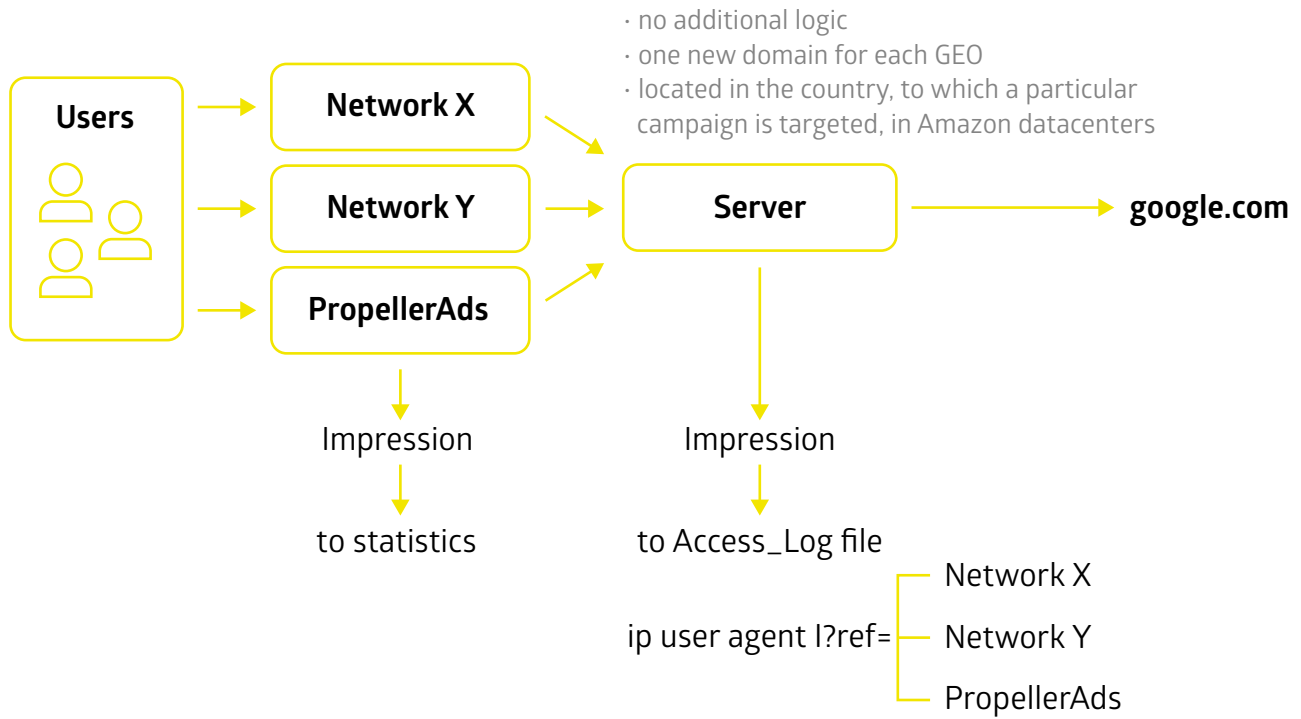 · no additional logic
· one new domain for each GEO
· located in the country, to which a particular
campaign is targeted, in Amazon datacenters
Users
Network X
Network Y
PropellerAds
Server
google.com
Impression
Impression
to statistics
to Access_Log file
ip user agent l?ref=
Network X
Network Y
PropellerAds